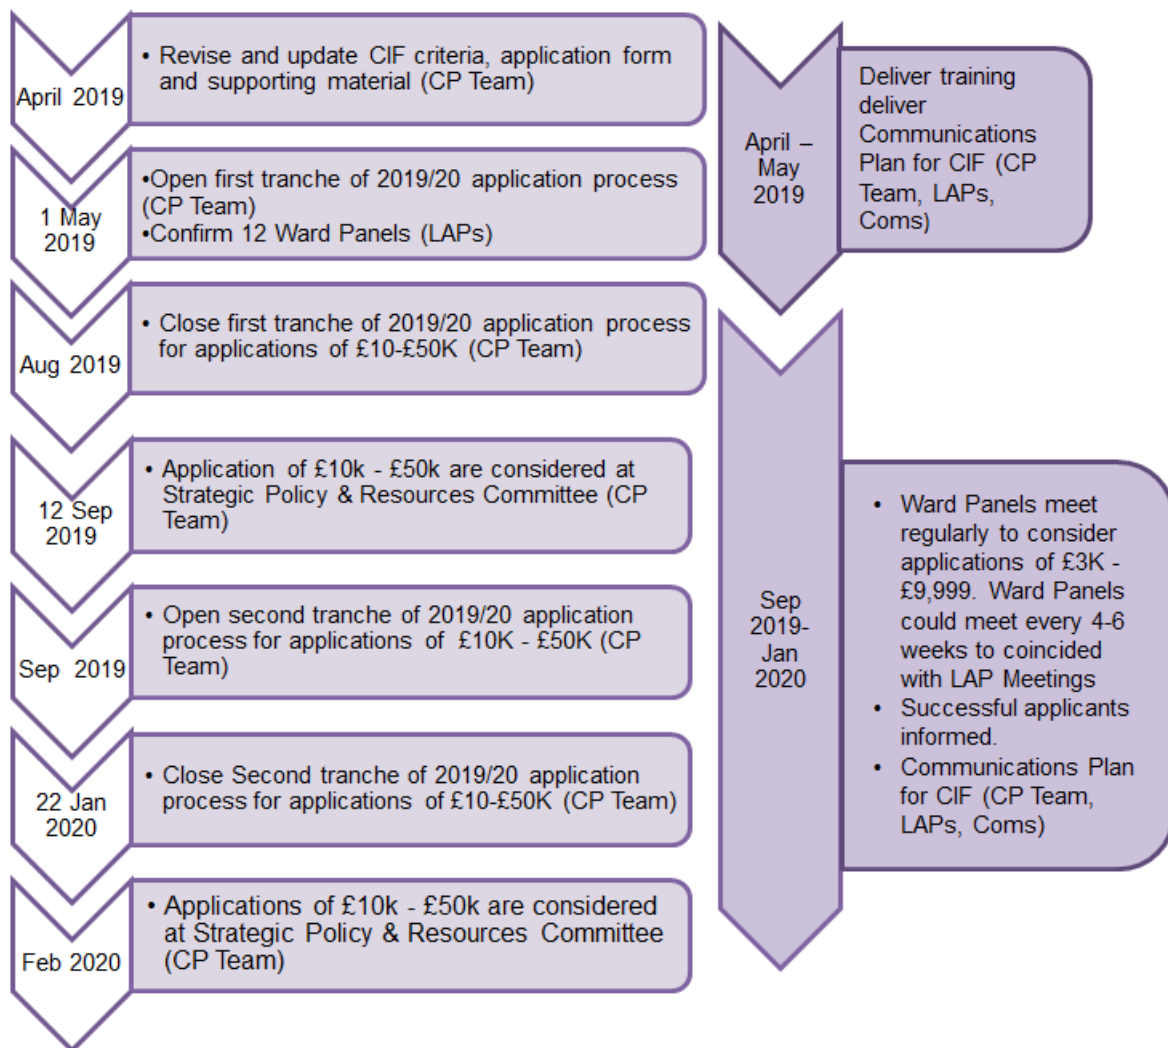 April 2019
• Revise and update CIF criteria, application form
and supporting material (CP Team)
1 May
2019
•Open first tranche of 2019/20 application process
(CP Team)
•Confirm 12 Ward Panels (LAPs)
Aug 2019
• Close first tranche of 2019/20 application process
for applications of £10-£50K (CP Team)
12 Sep
2019
• Application of £10k - £50k are considered at
Strategic Policy & Resources Committee (CP
Team)
Sep 2019
• Open second tranche of 2019/20 application
process for applications of £10K - £50K (CP
Team)
22 Jan
2020
• Close Second tranche of 2019/20 application
process for applications of £10-£50K (CP Team)
Feb 2020
• Applications of £10k - £50k are considered
at Strategic Policy & Resources Committee
(CP Team)
April –
May
2019
Deliver training
deliver
Communications
Plan for CIF (CP
Team, LAPs,
Coms)
Sep
2019-
Jan
2020
• Ward Panels meet
regularly to consider
applications of £3K -
£9,999. Ward Panels
could meet every 4-6
weeks to coincided
with LAP Meetings
• Successful applicants
informed.
• Communications Plan
for CIF (CP Team,
LAPs, Coms)